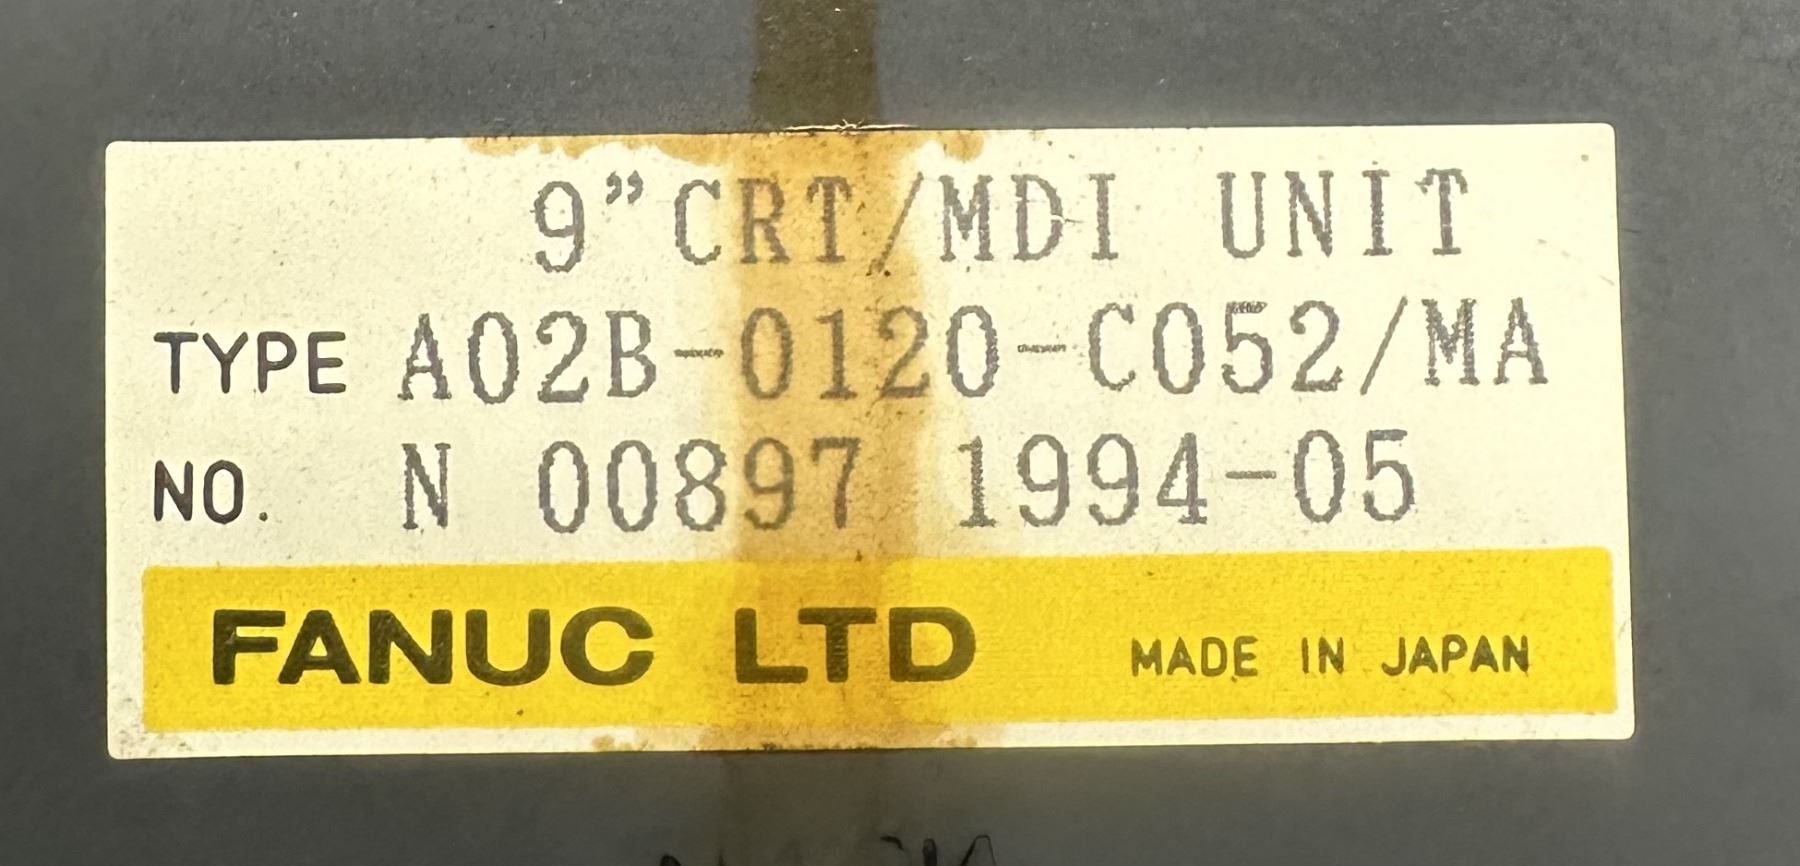 9”CRT/MDI UNIT
TYPE A02B-0120-C052/MA
NO. N 00897 1994-05
FANUC LTD MADE IN JAPAN